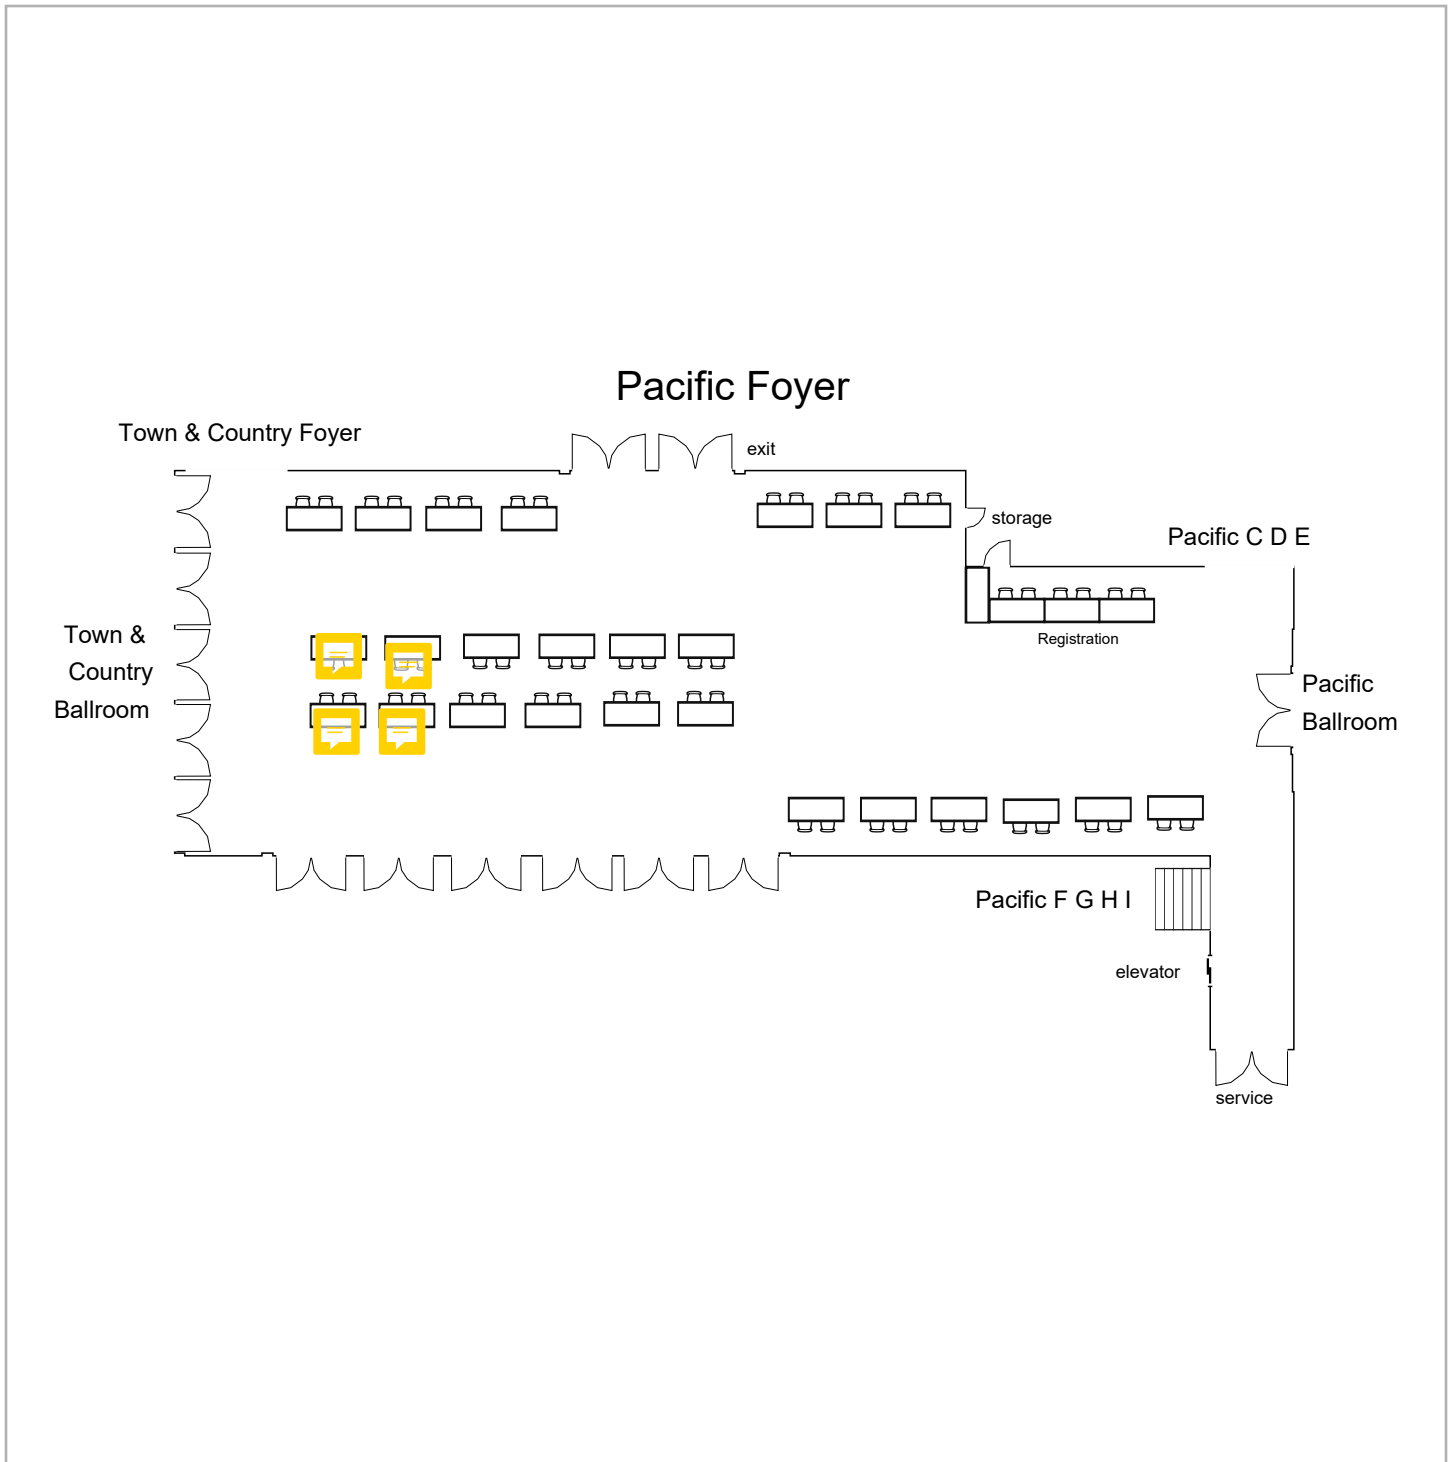 Pacific Foyer
Town & Country Foyer
exit
storage
Pacific C D E
Registration
Town &
Country
Ballroom
Pacific
Ballroom
Pacific F G H I
elevator
service